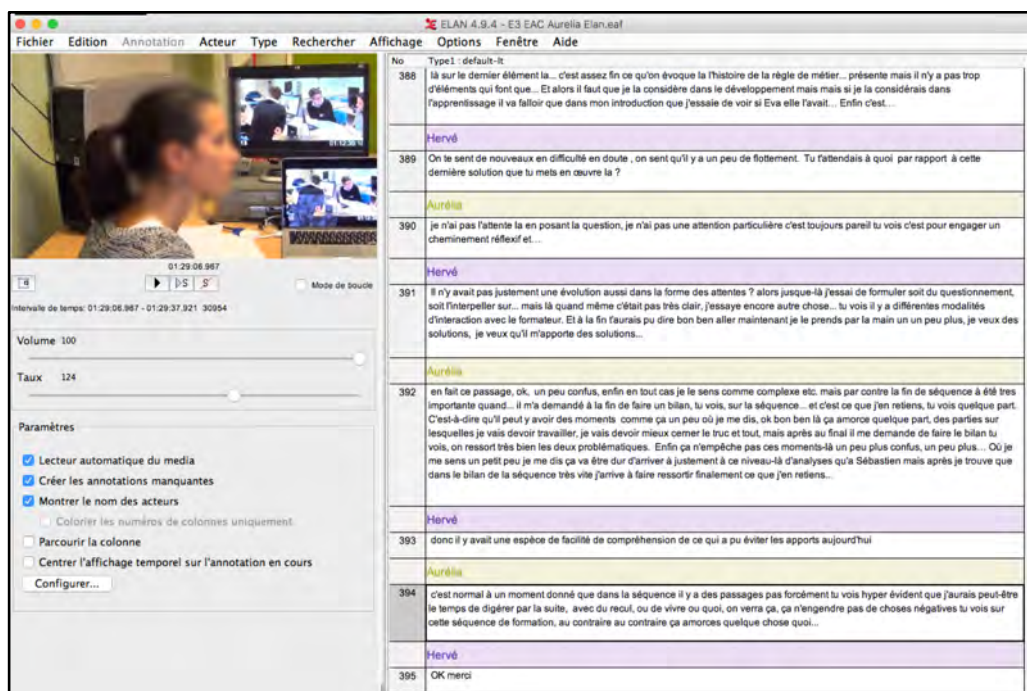 ELAN 4.9.4 - E3 EAC Aurelia Elan.eaf
Fichier Edition Annotation Acteur Type Rechercher Affichage Options Fenêtre Aide
01:12:30.10
01:29:06.967
S S
Mode de boucle
Intervalle de temps: 01:29:06.967 - 01:29:37.921 30954
Volume 100
Taux 124
Paramètres
Lecteur automatique du media
Créer les annotations manquantes
Montrer le nom des acteurs
Colorier les numéros de colonnes uniquement
Parcourir la colonne
Centrer l'affichage temporel sur l'annotation en cours
Configurer...
No Type1 : default-lt
388 là sur le dernier élément la... c'est assez fin ce qu'on évoque la l'histoire de la règle de métier... présente mais il n'y a pas trop
d'éléments qui font que... Et alors il faut que je la considère dans le développement mais mais si je la considérais dans
l'apprentissage il va falloir que dans mon introduction que j'essaie de voir si Eva elle l'avait... Enfin c'est...
Hervé
389 On te sent de nouveaux en difficulté en doute , on sent qu'il y a un peu de flottement. Tu t'attendais à quoi par rapport à cette
dernière solution que tu mets en œuvre la ?
Aurélia
390 je n'ai pas l'attente la en posant la question, je n'ai pas une attention particulière c'est toujours pareil tu vois c'est pour engager un
cheminement réflexif et...
Hervé
391 Il n'y avait pas justement une évolution aussi dans la forme des attentes ? alors jusque-là j'essai de formuler soit du questionnement,
soit l'interpeller sur... mais là quand même c'était pas très clair, j'essaye encore autre chose... tu vois il y a différentes modalités
d'interaction avec le formateur. Et à la fin t'aurais pu dire bon ben aller maintenant je le prends par la main un un peu plus, je veux des
solutions, je veux qu'il m'apporte des solutions...
Aurélia
392 en fait ce passage, ok, un peu confus, enfin en tout cas je le sens comme complexe etc. mais par contre la fin de séquence à été tres
importante quand... il m'a demandé à la fin de faire un bilan, tu vois, sur la séquence... et c'est ce que j'en retiens, tu vois quelque part.
C'est-à-dire qu'il peut y avoir des moments comme ça un peu où je me dis, ok bon ben là ça amorce quelque part, des parties sur
lesquelles je vais devoir travailler, je vais devoir mieux cerner le truc et tout, mais après au final il me demande de faire le bilan tu
vois, on ressort très bien les deux problématiques. Enfin ça n'empêche pas ces moments-là un peu plus confus, un peu plus... Où je
me sens un petit peu je me dis ça va être dur d'arriver à justement à ce niveau-là d'analyses qu'a Sébastien mais après je trouve que
dans le bilan de la séquence très vite j'arrive à faire ressortir finalement ce que j'en retiens...
Hervé
393 donc il y avait une espèce de facilité de compréhension de ce qui a pu éviter les apports aujourd'hui
Aurélia
394 c'est normal à un moment donné que dans la séquence il y a des passages pas forcément tu vois hyper évident que j'aurais peut-être
le temps de digérer par la suite, avec du recul, ou de vivre ou quoi, on verra ça, ça n'engendre pas de choses négatives tu vois sur
cette séquence de formation, au contraire au contraire ça amorces quelque chose quoi...
Hervé
395 OK merci